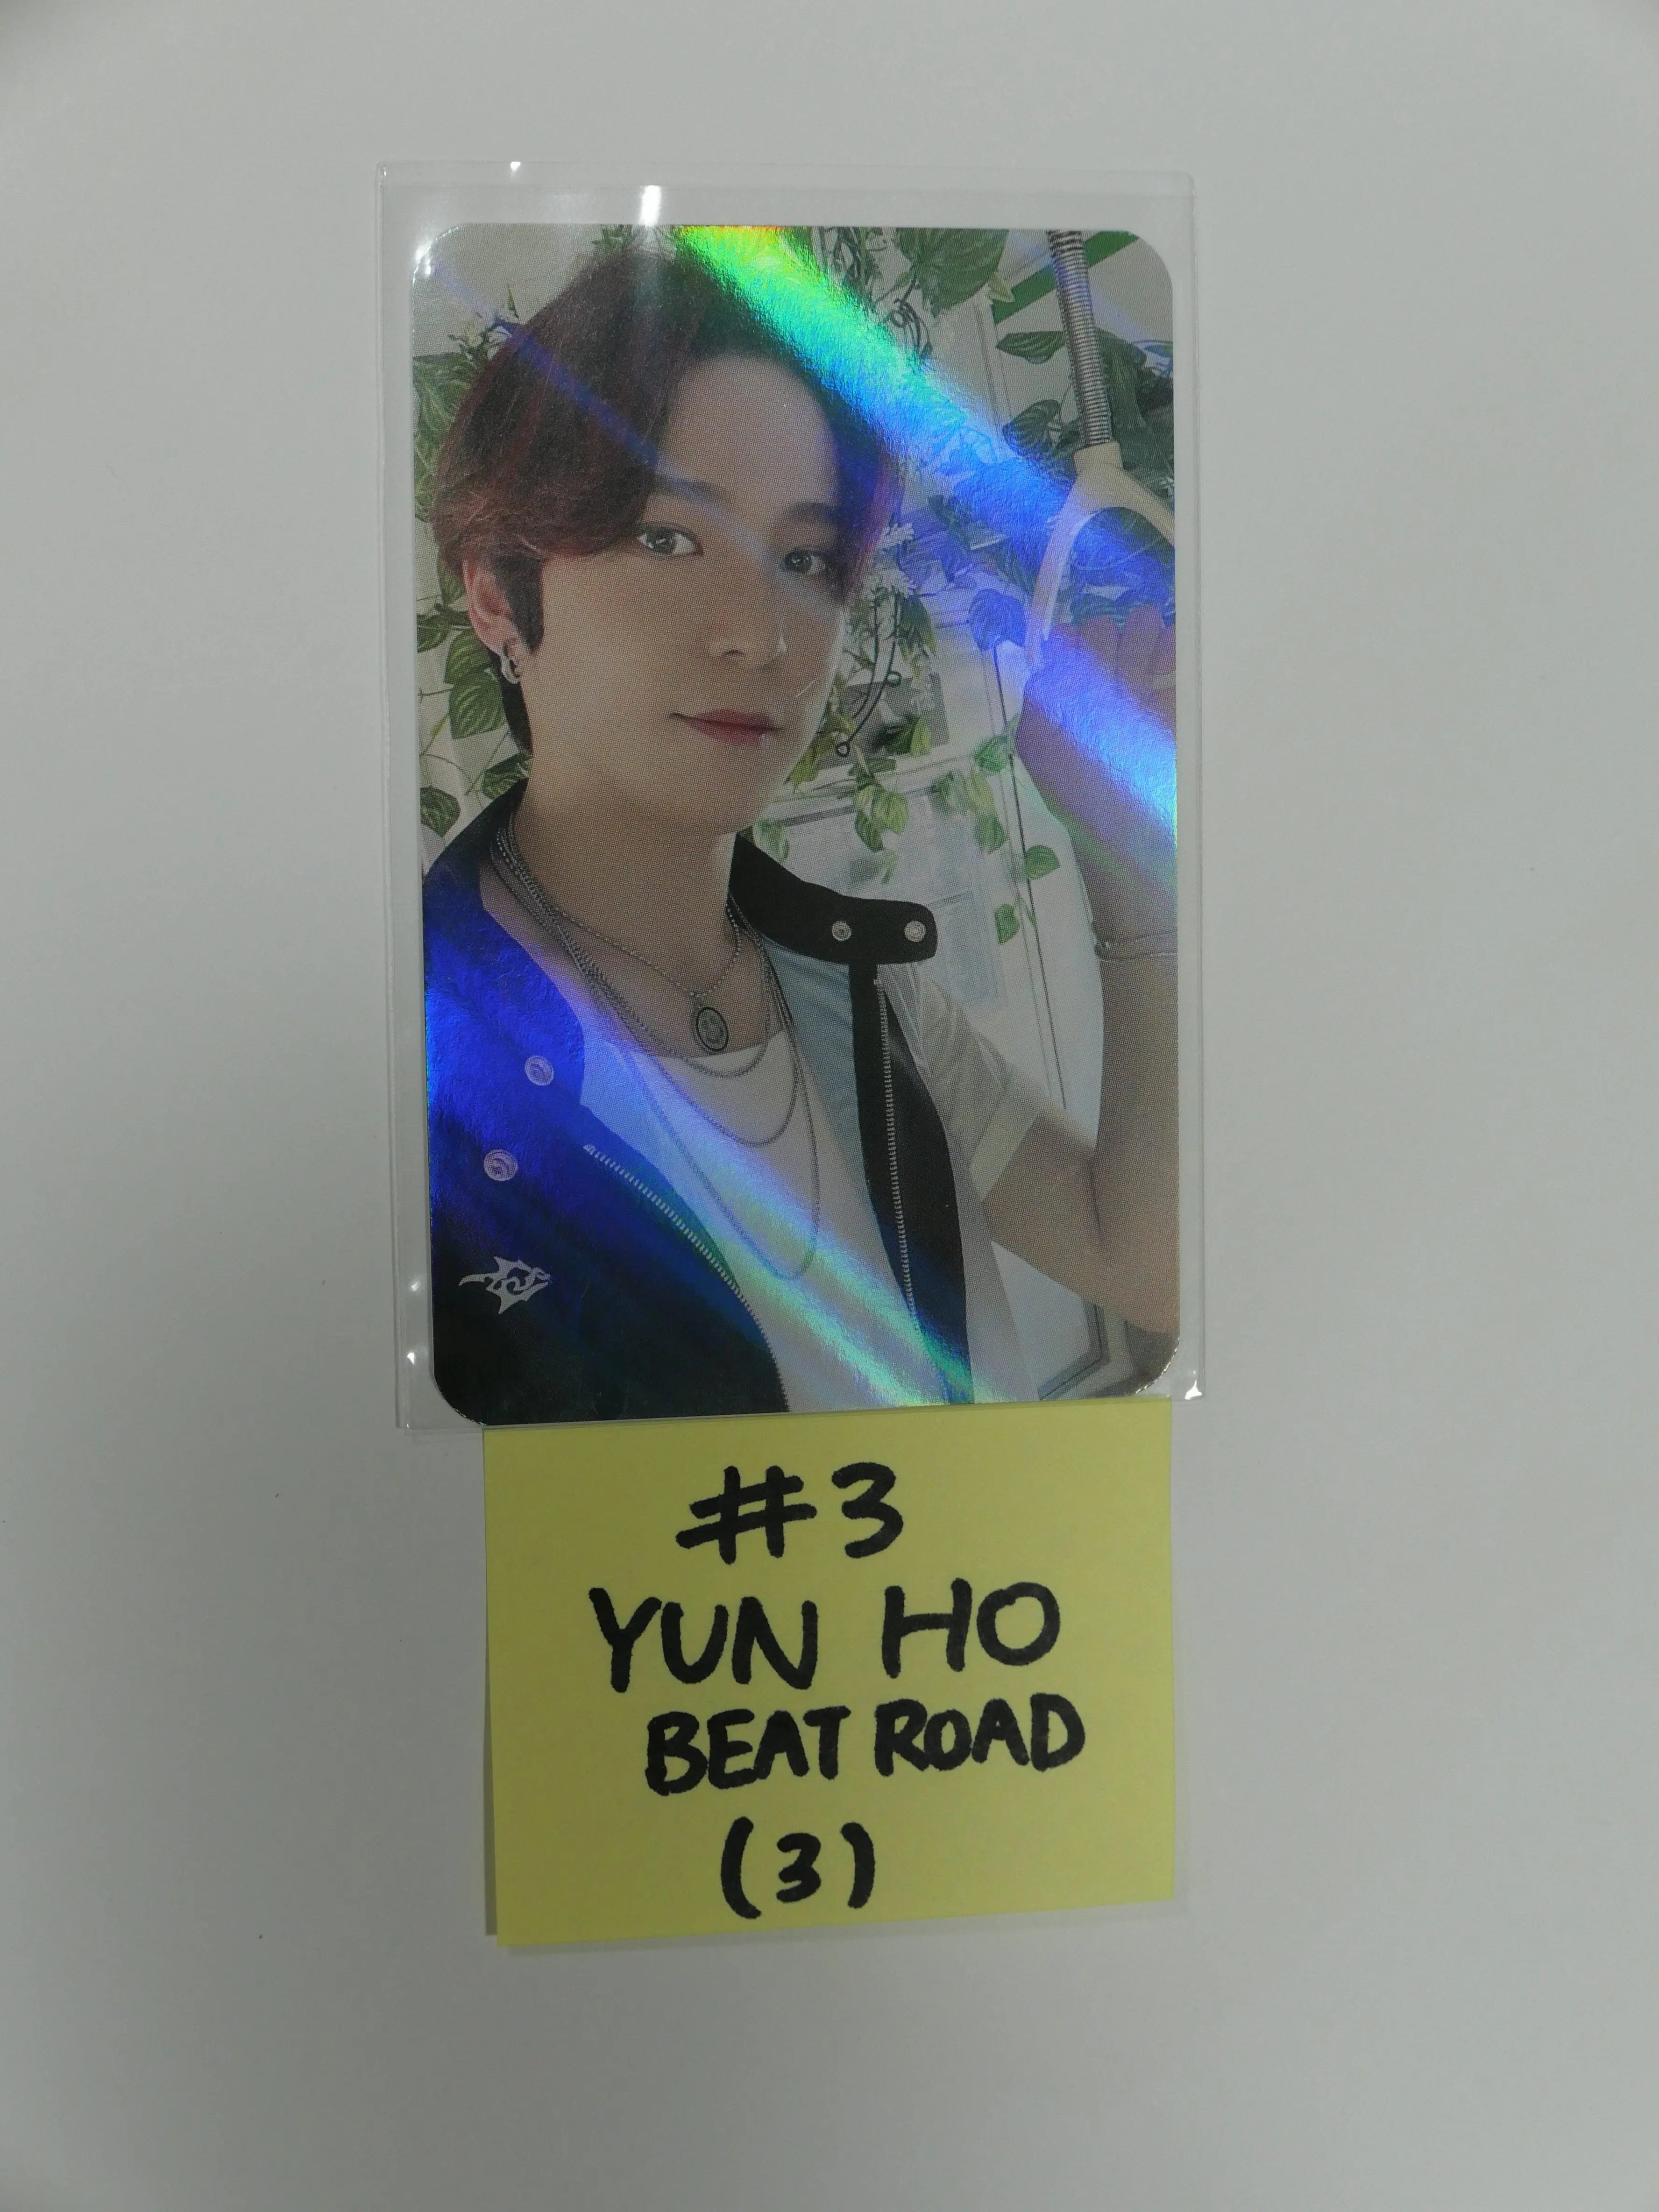 #3
YUN HO
BEAT ROAD
(3)